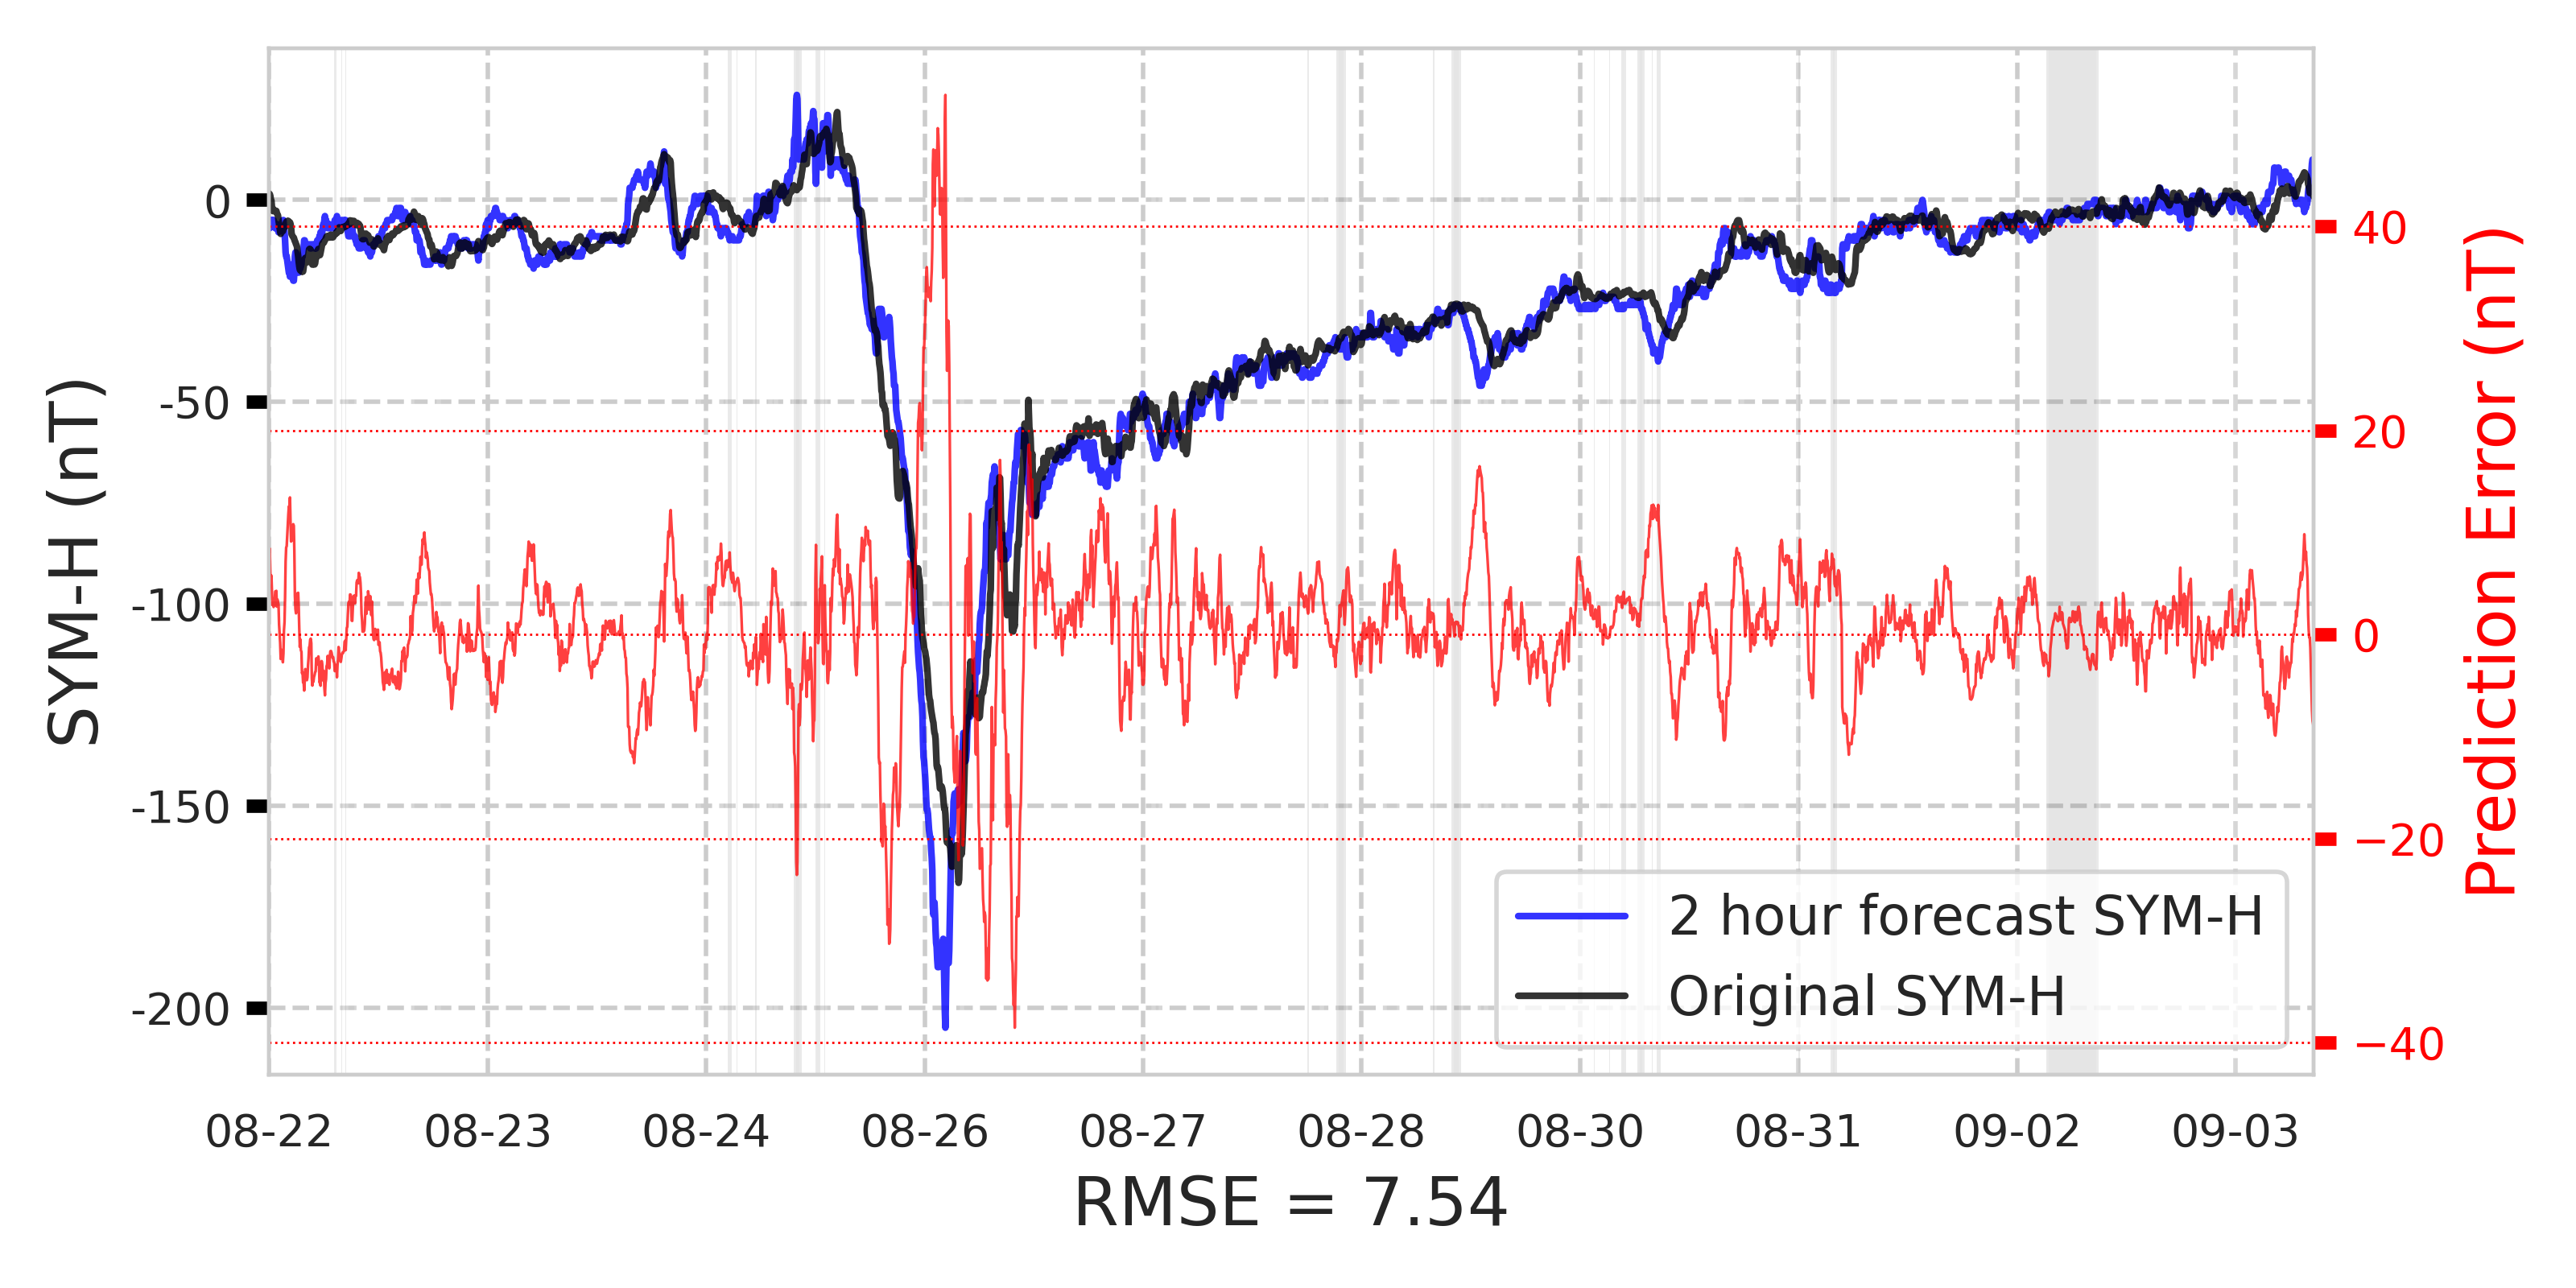 SYM-H (nT)
0
-50
-100
-150
-200
40
20
0
−20
−40
Prediction Error (nT)
2 hour forecast SYM-H
Original SYM-H
08-22 08-23 08-24 08-26 08-27 08-28 08-30 08-31 09-02 09-03
RMSE = 7.54